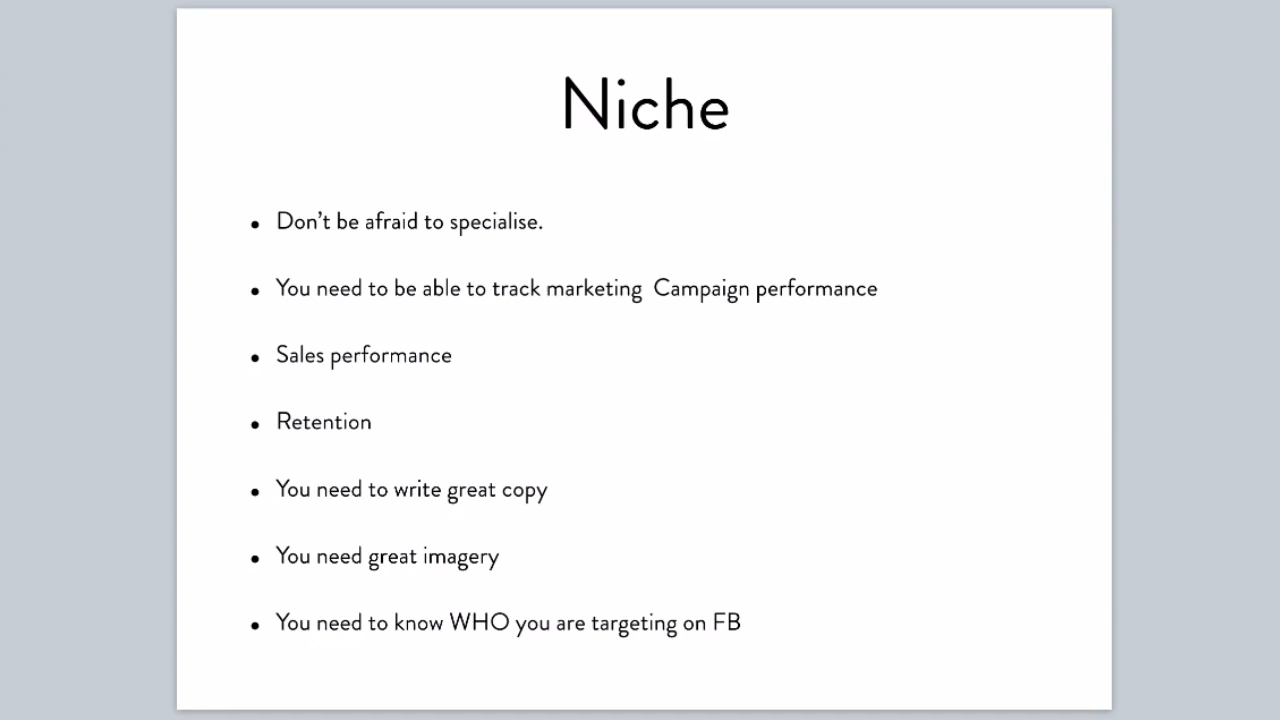 Niche
• Don't be afraid to specialise.
• You need to be able to track marketing  Campaign performance
• Sales performance
• Retention
• You need to write great copy
• You need great imagery
• You need to know WHO you are targeting on FB